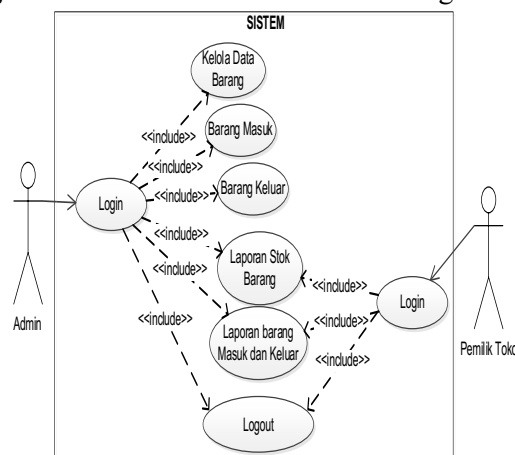 SISTEM
Kelola Data
Barang
<<include>>
Barang Masuk
<<include>>
<<include>>
Barang Keluar
Login
<<include>>
Laporan Stok
Barang
<<include>>
<<include>>
Login
<<include>>
Laporan barang
Masuk dan Keluar
<<include>>
<<include>>
Admin
Pemilik Toko
Logout